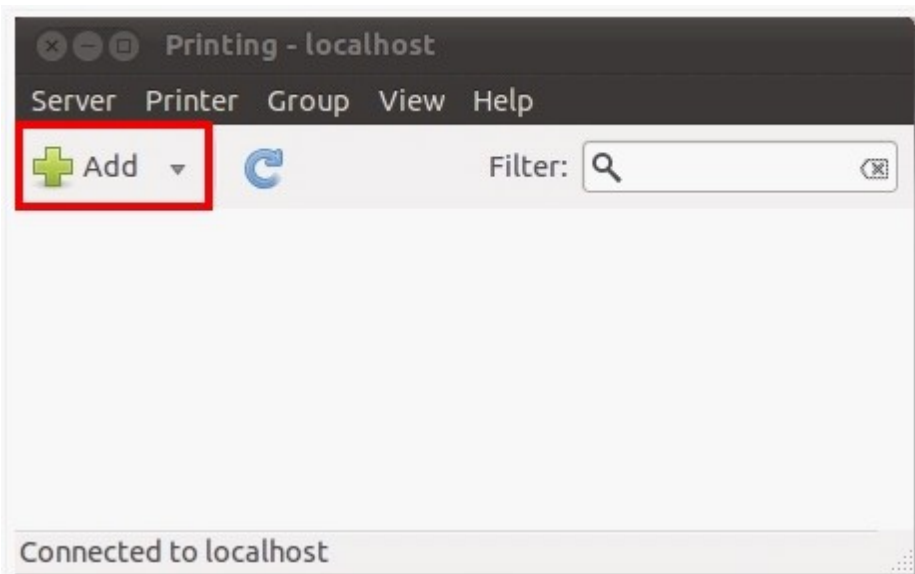 Printing - localhost
Server Printer Group View Help
Add Filter:
Connected to localhost